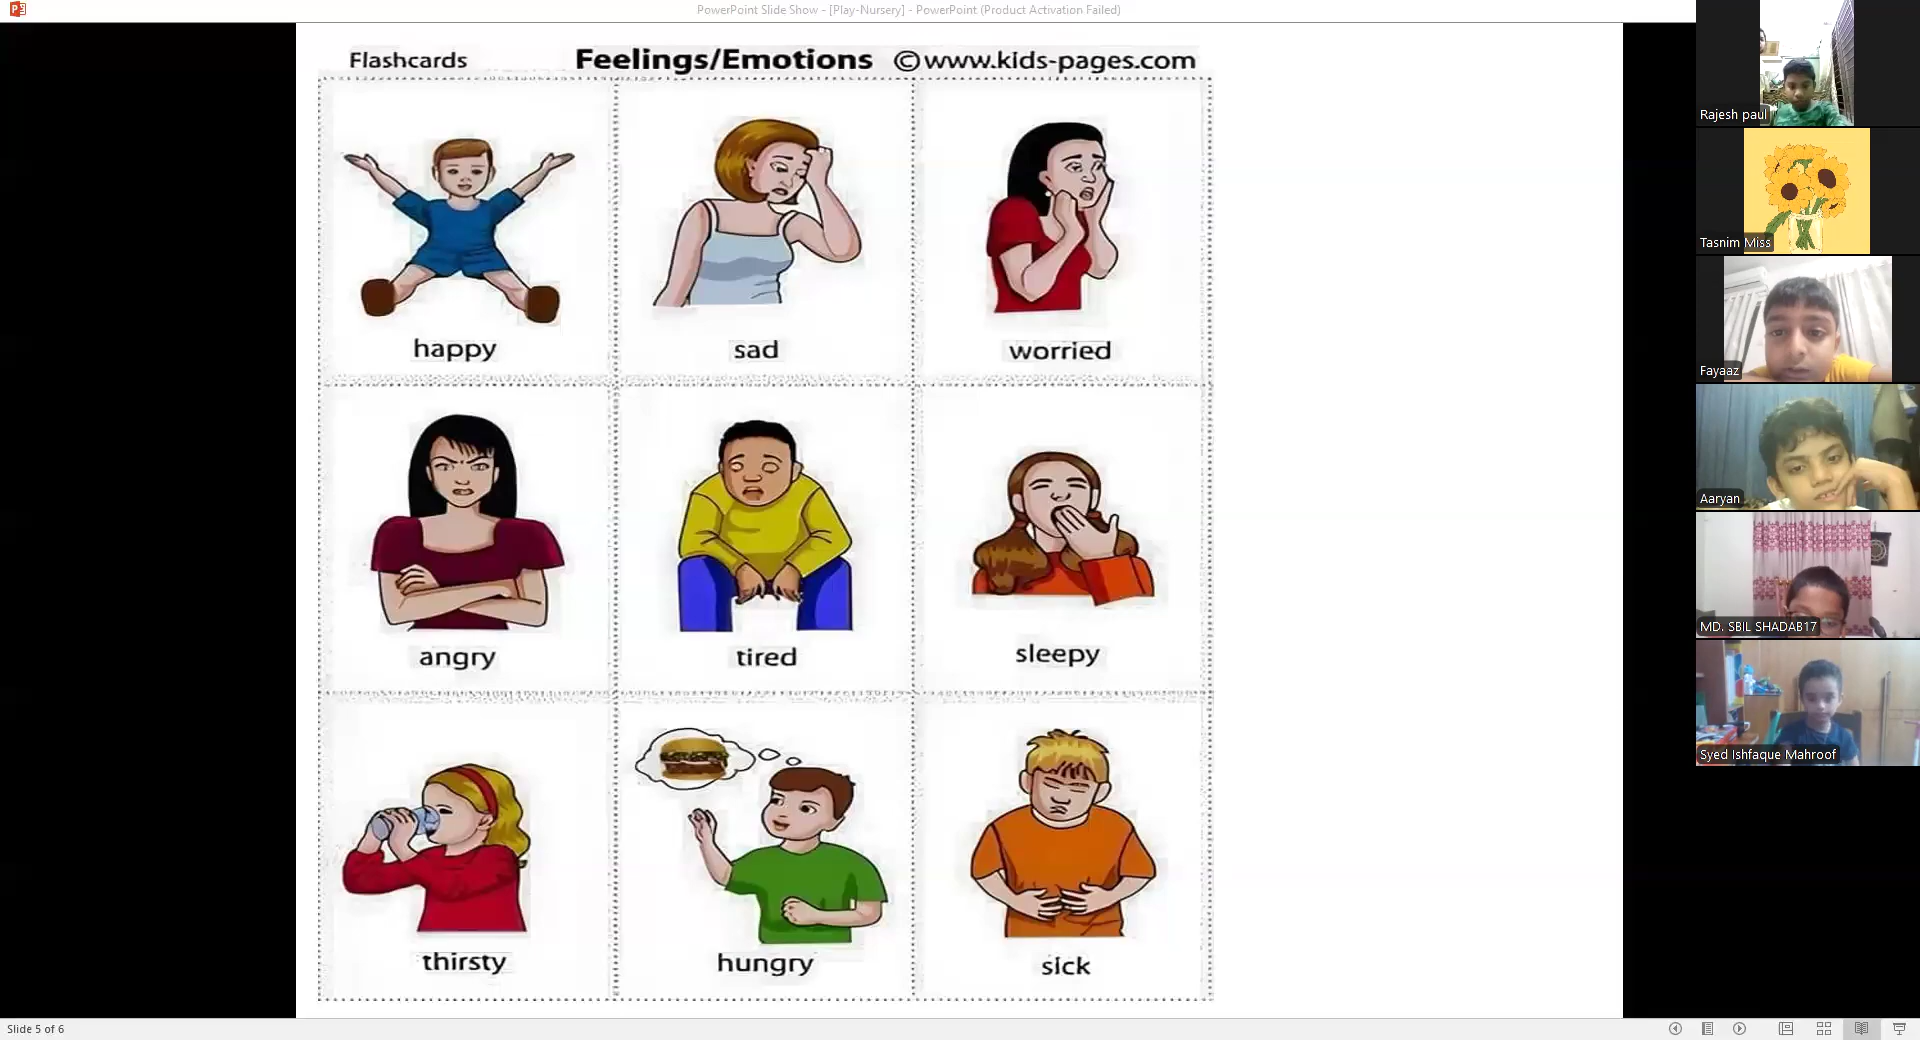 PowerPoint Slide Show - [Play-Nursery] - PowerPoint (Product Activation Failed)
Flashcards Feelings/Emotions ©www.kids-pages.com
happy sad worried
angry tired sleepy
thirsty hungry sick
Rajesh paul
Tasnim Miss
Fayaaz
Aaryan
MD. SBIL SHADAB17
Syed Ishfaque Mahroof
Slide 5 of 6